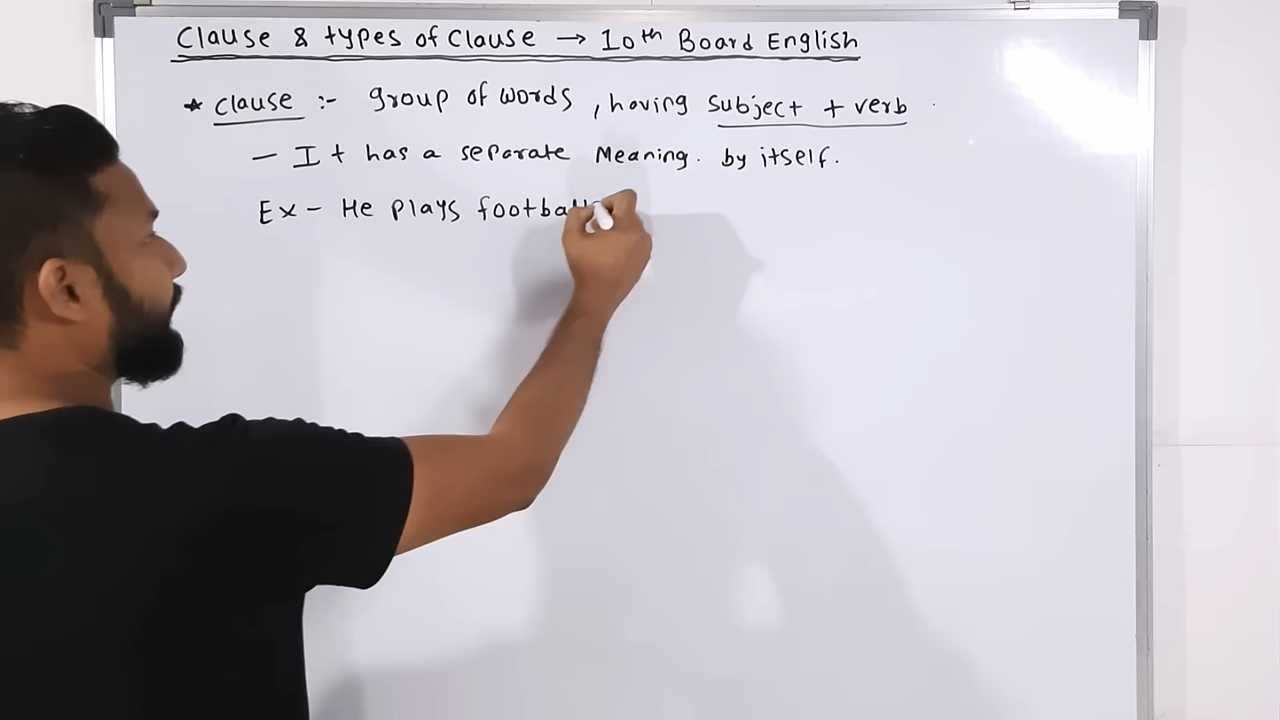 Clause & types of Clause → 10th Board English
* Clause :- group of words, having subject + verb
- It has a separate Meaning. by itself.
Ex - He plays football